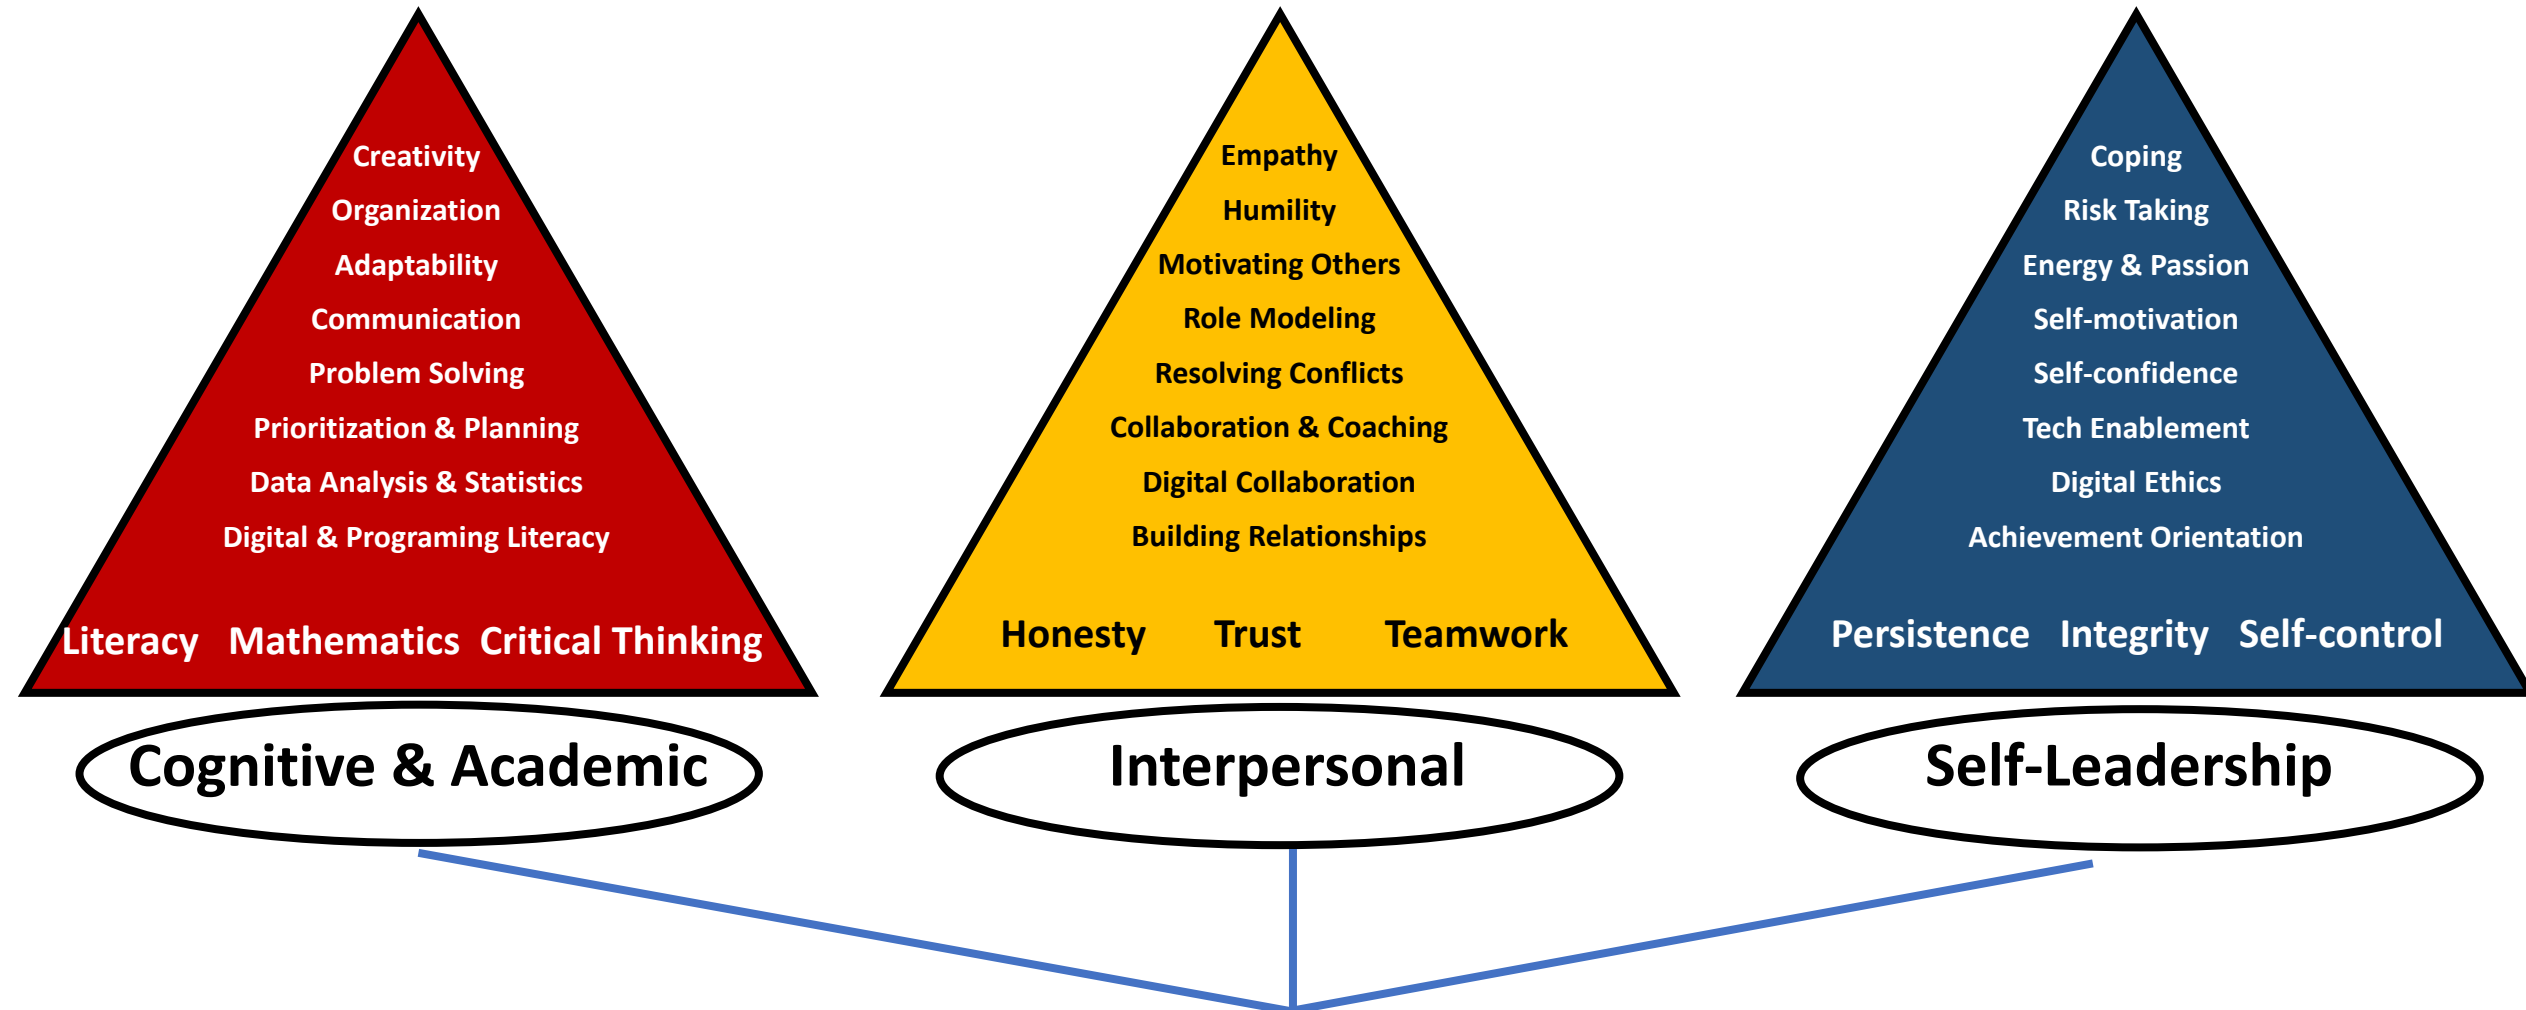 Creativity
Organization
Adaptability
Communication
Problem Solving
Prioritization & Planning
Data Analysis & Statistics
Digital & Programing Literacy
Literacy Mathematics Critical Thinking
Cognitive & Academic
Empathy
Humility
Motivating Others
Role Modeling
Resolving Conflicts
Collaboration & Coaching
Digital Collaboration
Building Relationships
Honesty Trust Teamwork
Interpersonal
Coping
Risk Taking
Energy & Passion
Self-motivation
Self-confidence
Tech Enablement
Digital Ethics
Achievement Orientation
Persistence Integrity Self-control
Self-Leadership